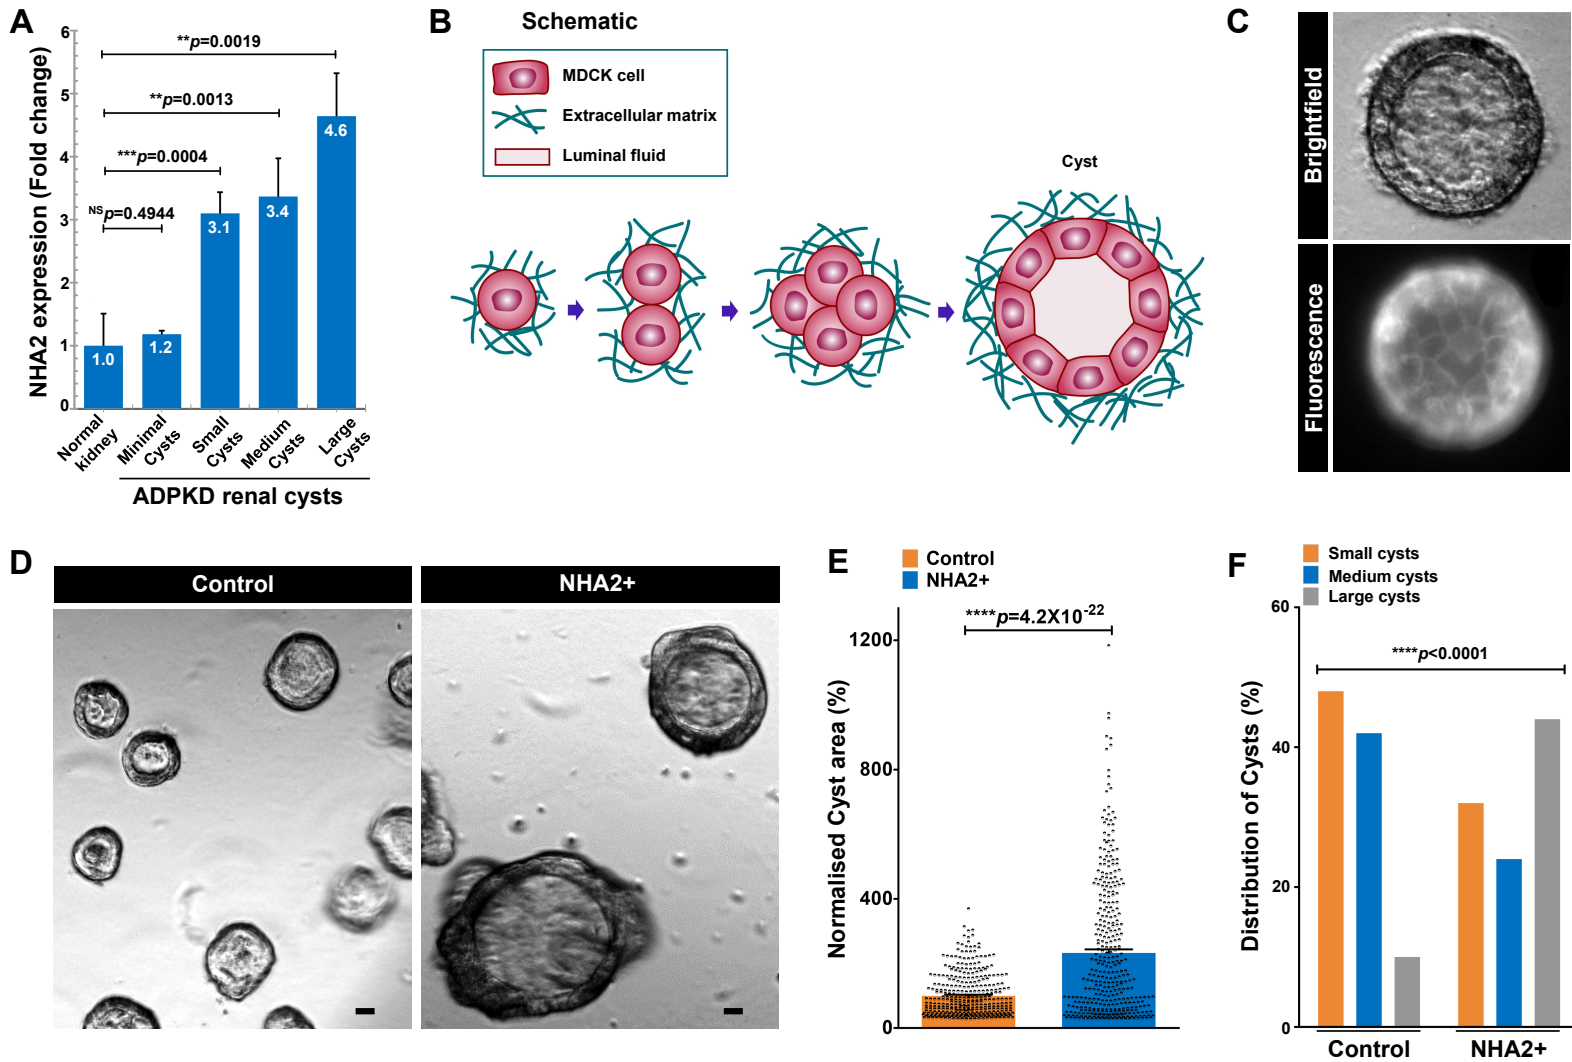 A
NHA2 expression (Fold change)
6
5
4
3
2
1
0
**p=0.0019
**p=0.0013
***p=0.0004
NSp=0.4944
1.0
1.2
3.1
3.4
4.6
Normal
kidney
Minimal
Cysts
Small
Cysts
Medium
Cysts
Large
Cysts
ADPKD renal cysts
B
Schematic
MDCK cell
Extracellular matrix
Luminal fluid
Cyst
C
Brightfield
Fluorescence
D
Control
NHA2+
E
Control
NHA2+
****p=4.2X10-22
Normalised Cyst area (%)
1200
800
400
0
F
Small cysts
Medium cysts
Large cysts
****p<0.0001
Distribution of Cysts (%)
60
40
20
0
Control
NHA2+